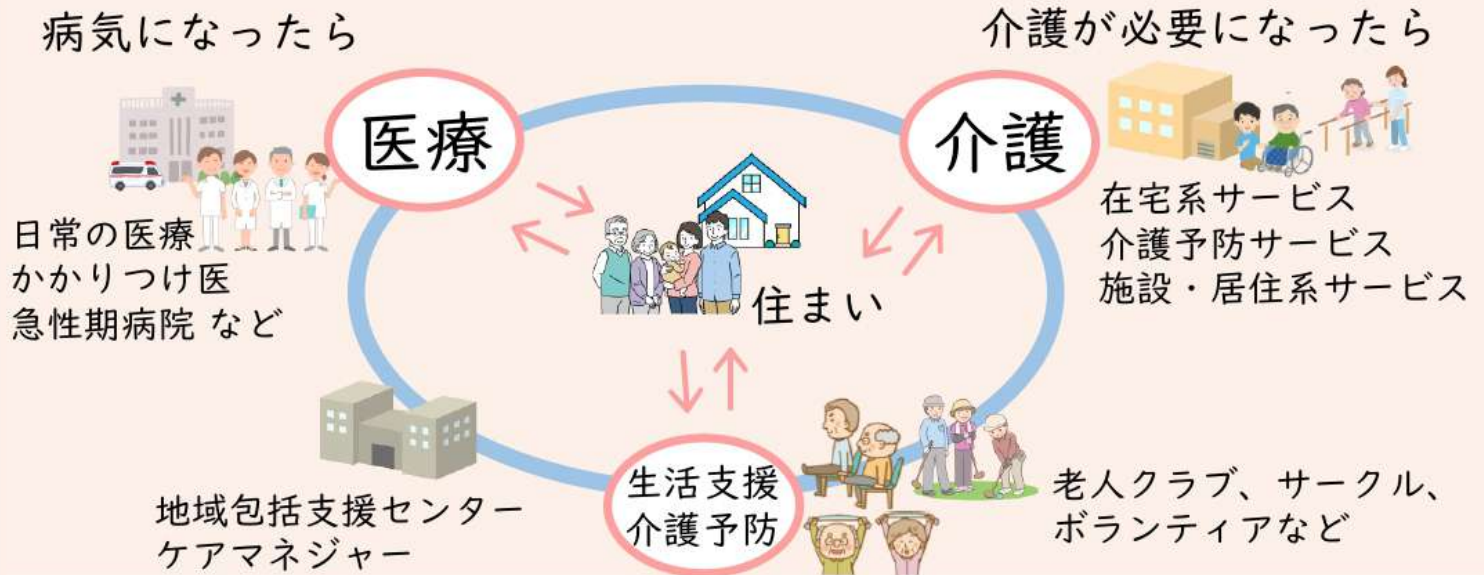 病気になったら
介護が必要になったら
医療
介護
日常の医療
かかりつけ医
急性期病院 など
在宅系サービス
介護予防サービス
施設・居住系サービス
住まい
生活支援
介護予防
地域包括支援センター
ケアマネジャー
老人クラブ、サークル、
ボランティアなど